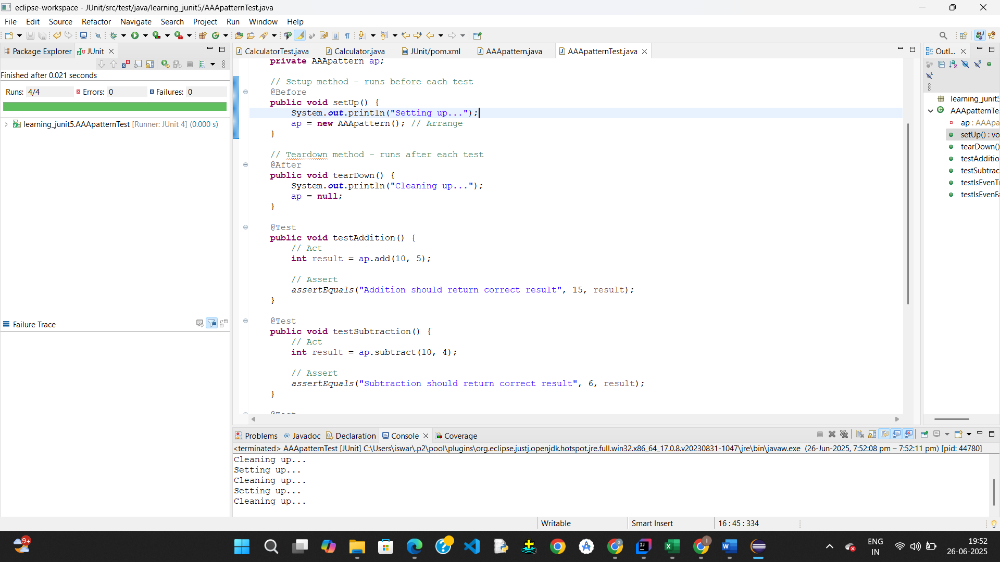 eclipse-workspace - JUnit/src/test/java/learning_junit5/AAApatternTest.java
File Edit Source Refactor Navigate Search Project Run Window Help
Package Explorer JUnit
Finished after 0.021 seconds
Runs: 4/4 Errors: 0 Failures: 0
learning_junit5.AAApatternTest [Runner: JUnit 4] (0.000 s)
Failure Trace
CalculatorTest.java Calculator.java JUnit/pom.xml AAApattern.java AAApatternTest.java
private AAApattern ap;
// Setup method - runs before each test
@Before
public void setUp() {
System.out.println("Setting up...");
ap = new AAApattern(); // Arrange
}
// Teardown method - runs after each test
@After
public void tearDown() {
System.out.println("Cleaning up...");
ap = null;
}
@Test
public void testAddition() {
// Act
int result = ap.add(10, 5);
// Assert
assertEquals("Addition should return correct result", 15, result);
}
@Test
public void testSubtraction() {
// Act
int result = ap.subtract(10, 4);
// Assert
assertEquals("Subtraction should return correct result", 6, result);
}
@Test
Outl...
learning_junit5
AAApatternTe
ap : AAApa
setUp() : vo
tearDown()
testAdditio
testSubtrac
testIsEvenT
testIsEvenFa
Problems Javadoc Declaration Console Coverage
<terminated> AAApatternTest [JUnit] C:\Users\iswar\.p2\pool\plugins\org.eclipse.justj.openjdk.hotspot.jre.full.win32.x86_64_17.0.8.v20230831-1047\jre\bin\javaw.exe (26-Jun-2025, 7:52:08 pm – 7:52:11 pm) [pid: 44780]
Cleaning up...
Setting up...
Cleaning up...
Setting up...
Cleaning up...
Writable Smart Insert 16 : 45 : 334
9+
ENG
IN
19:52
26-06-2025